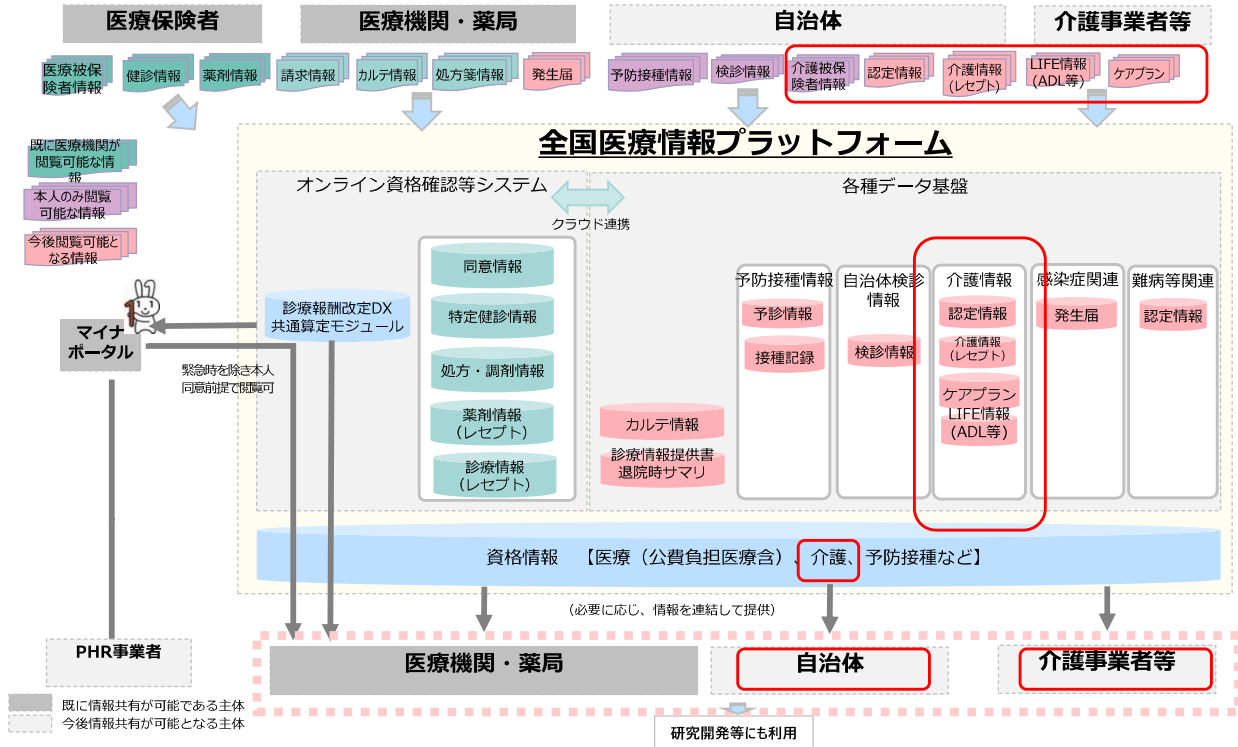 医療保険者
医療機関・薬局
自治体
介護事業者等
医療被保
険者情報
健診情報
薬剤情報
請求情報
カルテ情報
処方箋情報
発生届
予防接種情報
検診情報
介護被保
険者情報
認定情報
介護情報
(レセプト)
LIFE情報
(ADL等)
ケアプラン
既に医療機関が
閲覧可能な情
報
本人のみ閲覧
可能な情報
今後閲覧可能と
なる情報
全国医療情報プラットフォーム
オンライン資格確認等システム
クラウド連携
各種データ基盤
同意情報
特定健診情報
処方・調剤情報
薬剤情報
(レセプト)
診療情報
(レセプト)
診療報酬改定DX
共通算定モジュール
マイナ
ポータル
緊急時を除き本人
同意前提で閲覧可
カルテ情報
診療情報提供書
退院時サマリ
予防接種情報
予診情報
接種記録
自治体検診
情報
検診情報
介護情報
認定情報
介護情報
(レセプト)
ケアプラン
LIFE情報
(ADL等)
感染症関連
発生届
難病等関連
認定情報
資格情報 【医療（公費負担医療含）、介護、予防接種など】
（必要に応じ、情報を連結して提供）
PHR事業者
医療機関・薬局
自治体
介護事業者等
既に情報共有が可能である主体
今後情報共有が可能となる主体
研究開発等にも利用